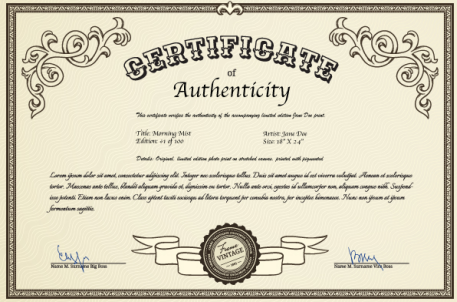 CERTIFICATE
of
Authenticity
This certificate verifies the authenticity of the accompanying limited edition Jane Doe print.
Title: Morning Mist
Artist: Jane Doe
Edition: #1 of 100
Size: 18" X 24"
Details: Original, limited edition photo print on stretched canvas, printed with pigmented
Lorem ipsum dolor sit amet, consectetur adipiscing elit. Integer nec scelerisque tellus. Duis sit amet augue id est viverra volutpat. Aenean at scelerisque
tortor. Maecenas ante tellus, blandit aliquam gravida et, dignissim eu tortor. Nulla ante orci, egestas id ullamcorper non, aliquam congue nibh. Suspend-
isse potenti. Etiam non lacus enim. Class aptent taciti sociosqu ad litora torquent per conubia nostra, per inceptos himenaeos. Nunc non ipsum at ipsum
fermentum sagittis.
Frame
VINTAGE
Name M. Surname Big Boss
Name M. Surname Vice Boss